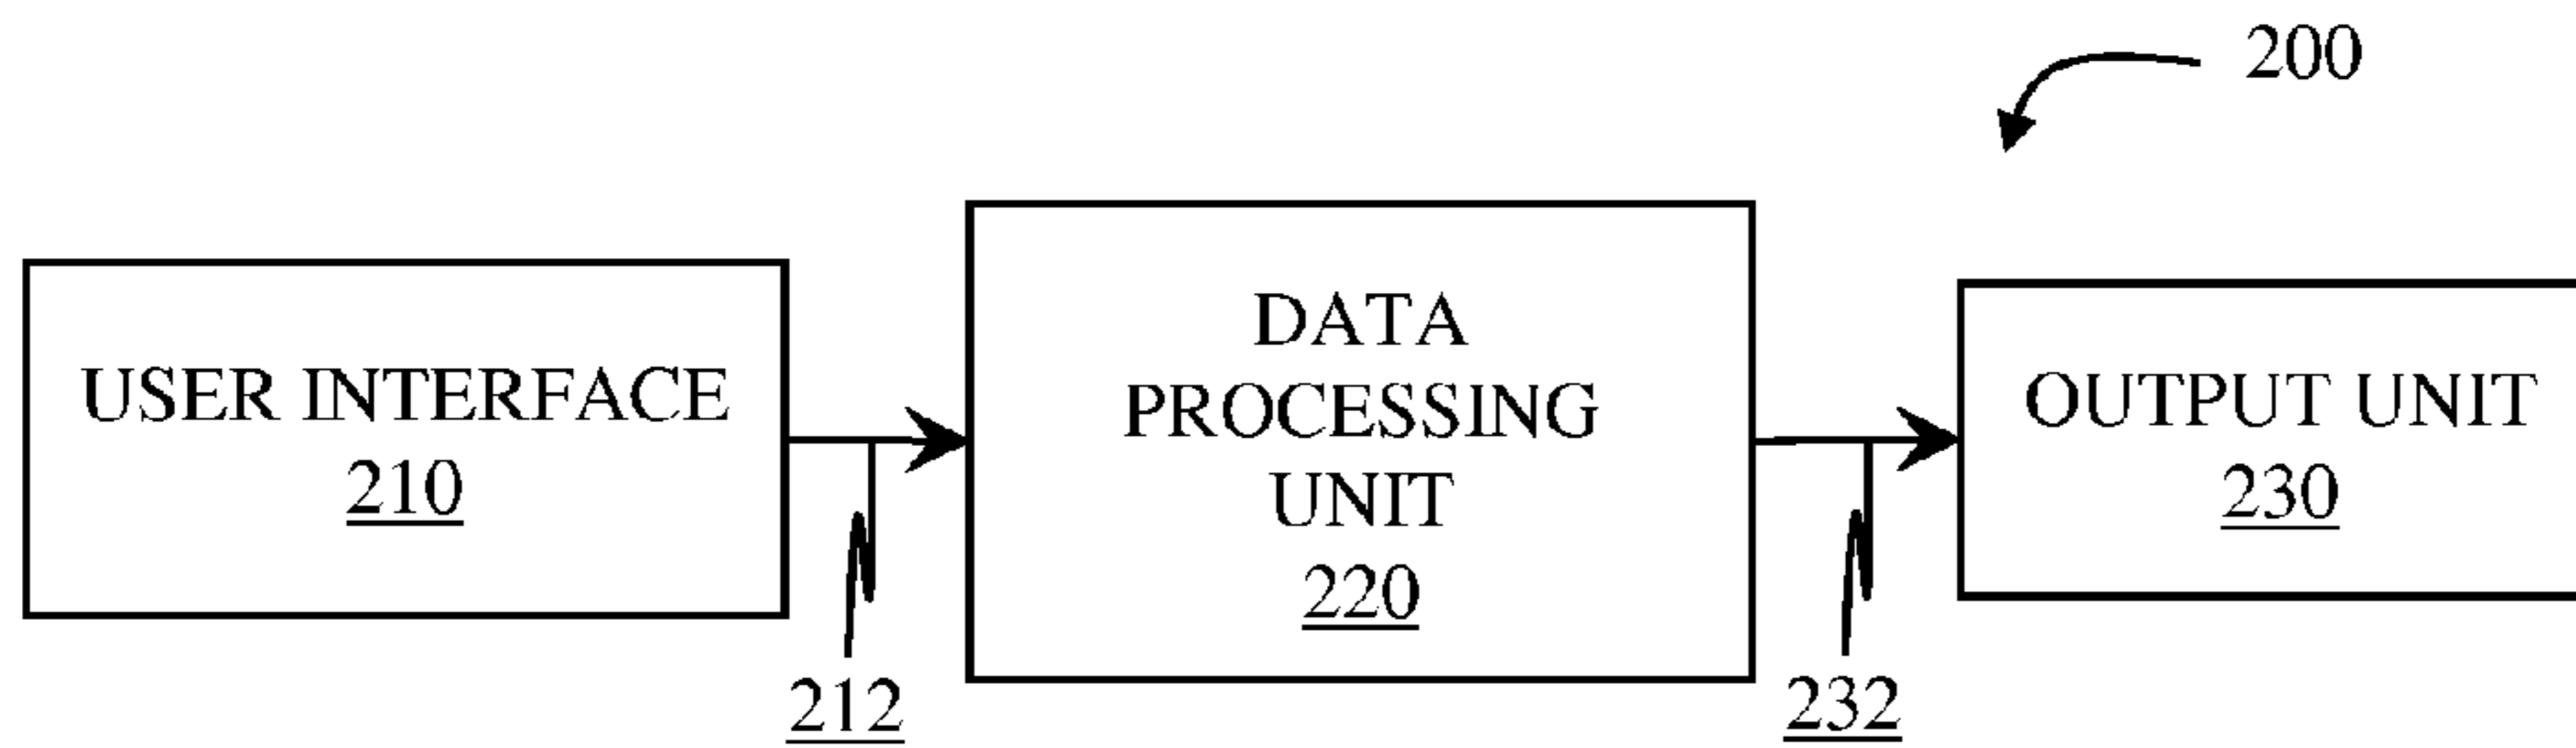 200
USER INTERFACE
210
DATA
PROCESSING
UNIT
220
OUTPUT UNIT
230
212
232